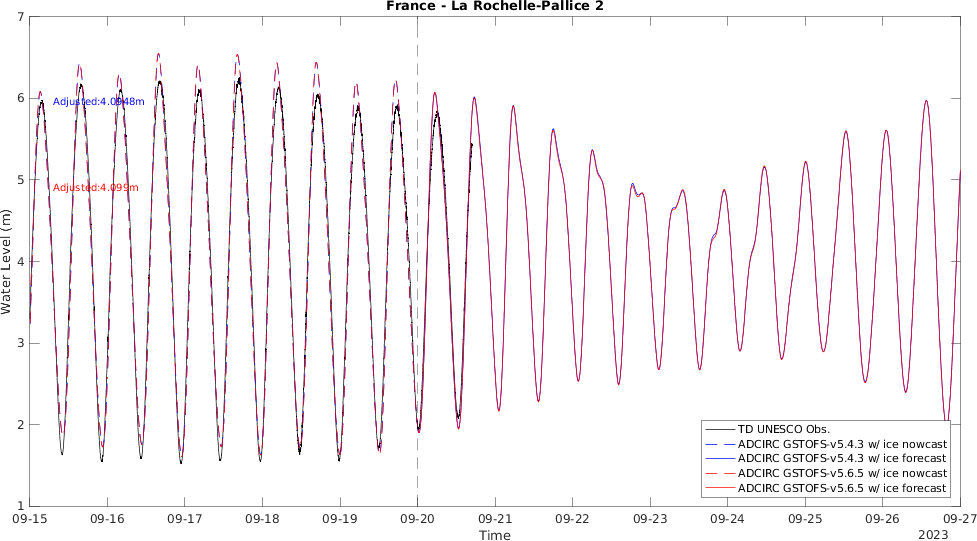 France - La Rochelle-Pallice 2
7
6
5
4
3
2
1
Water Level (m)
Adjusted:4.0948m
Adjusted:4.099m
TD UNESCO Obs.
ADCIRC GSTOFS-v5.4.3 w/ ice nowcast
ADCIRC GSTOFS-v5.4.3 w/ ice forecast
ADCIRC GSTOFS-v5.6.5 w/ ice nowcast
ADCIRC GSTOFS-v5.6.5 w/ ice forecast
09-15 09-16 09-17 09-18 09-19 09-20 09-21 09-22 09-23 09-24 09-25 09-26 09-27
Time
2023